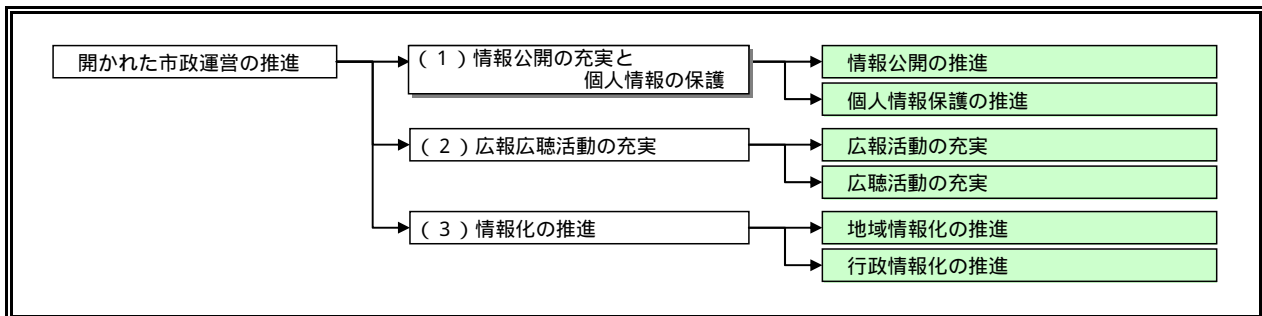 開かれた市政運営の推進
(1)情報公開の充実と
個人情報の保護
情報公開の推進
個人情報保護の推進
(2)広報広聴活動の充実
広報活動の充実
広聴活動の充実
(3)情報化の推進
地域情報化の推進
行政情報化の推進